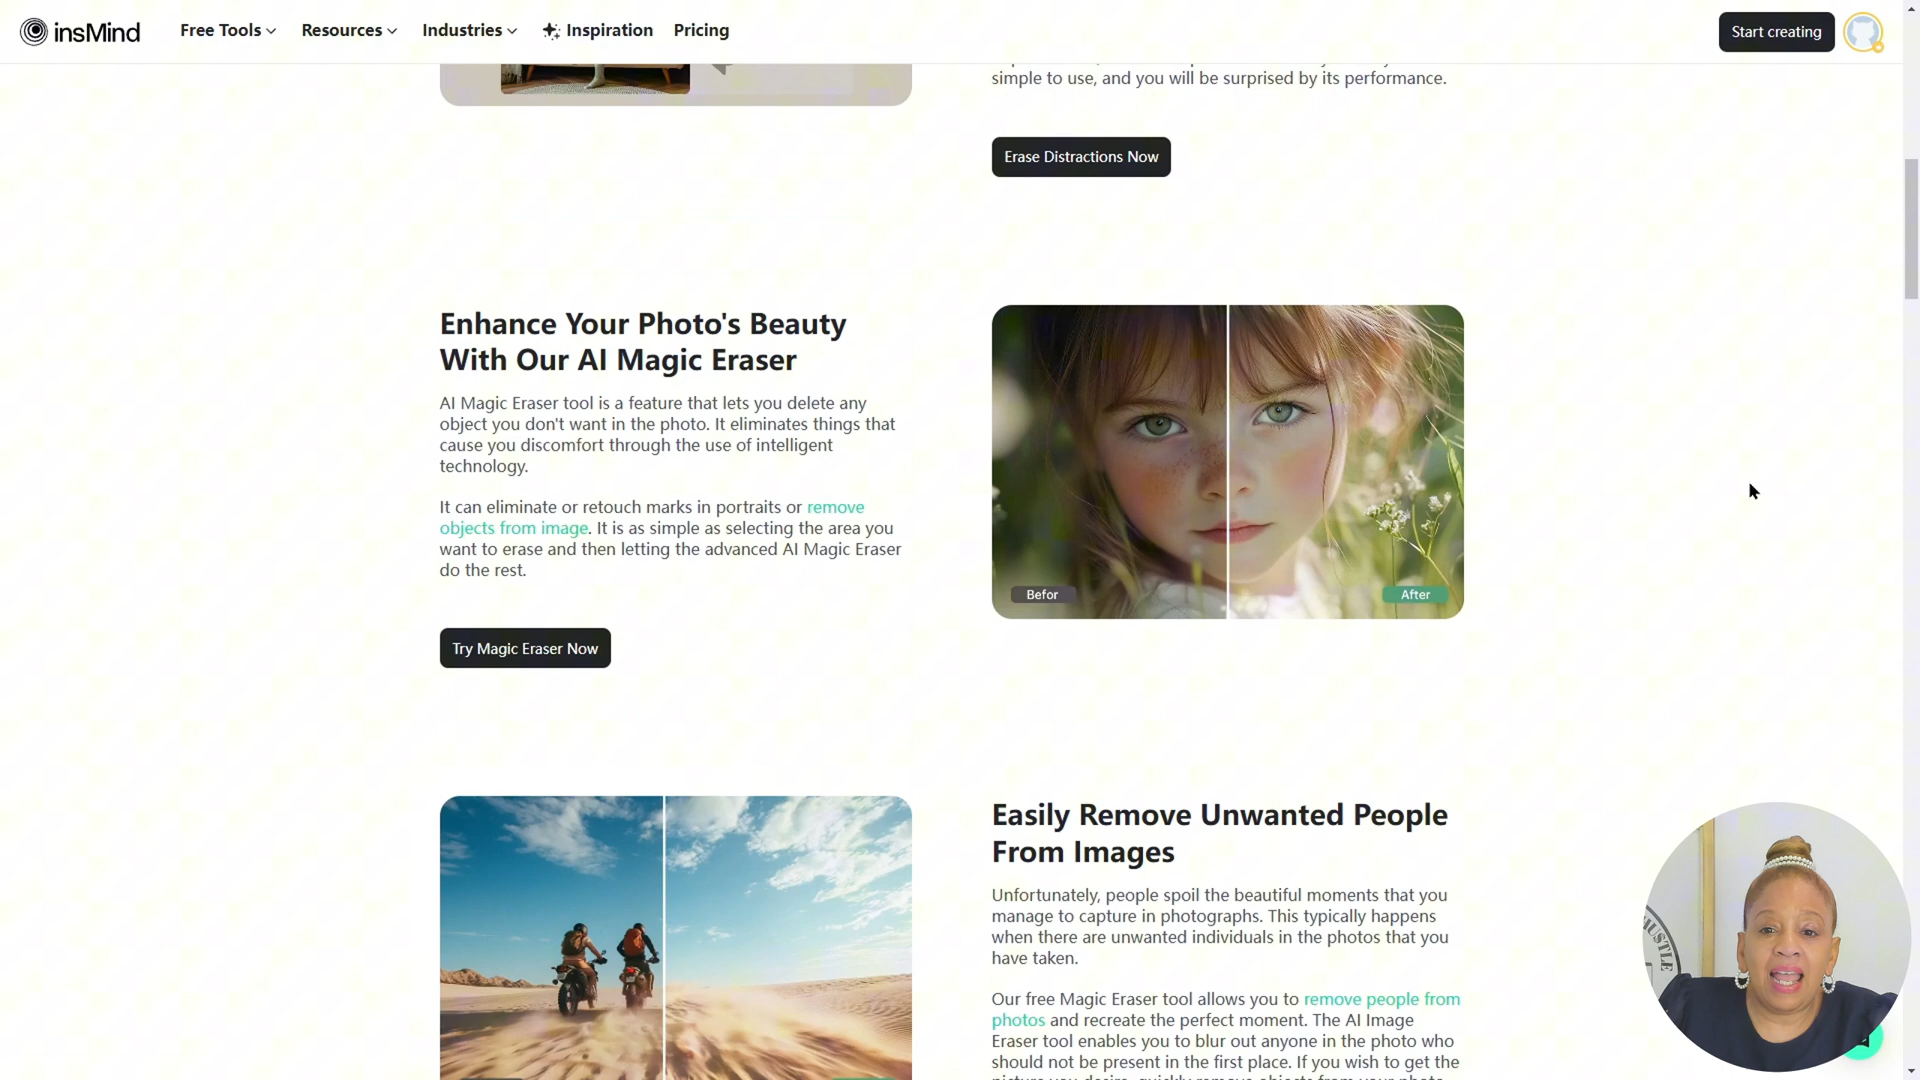 insMind
Free Tools
Resources
Industries
Inspiration
Pricing
Start creating
simple to use, and you will be surprised by its performance.
Erase Distractions Now
Enhance Your Photo's Beauty
With Our AI Magic Eraser
AI Magic Eraser tool is a feature that lets you delete any
object you don't want in the photo. It eliminates things that
cause you discomfort through the use of intelligent
technology.
It can eliminate or retouch marks in portraits or remove
objects from image. It is as simple as selecting the area you
want to erase and then letting the advanced AI Magic Eraser
do the rest.
Try Magic Eraser Now
Befor
After
Easily Remove Unwanted People
From Images
Unfortunately, people spoil the beautiful moments that you
manage to capture in photographs. This typically happens
when there are unwanted individuals in the photos that you
have taken.
Our free Magic Eraser tool allows you to remove people from
photos and recreate the perfect moment. The AI Image
Eraser tool enables you to blur out anyone in the photo who
should not be present in the first place. If you wish to get the
HUSTLE